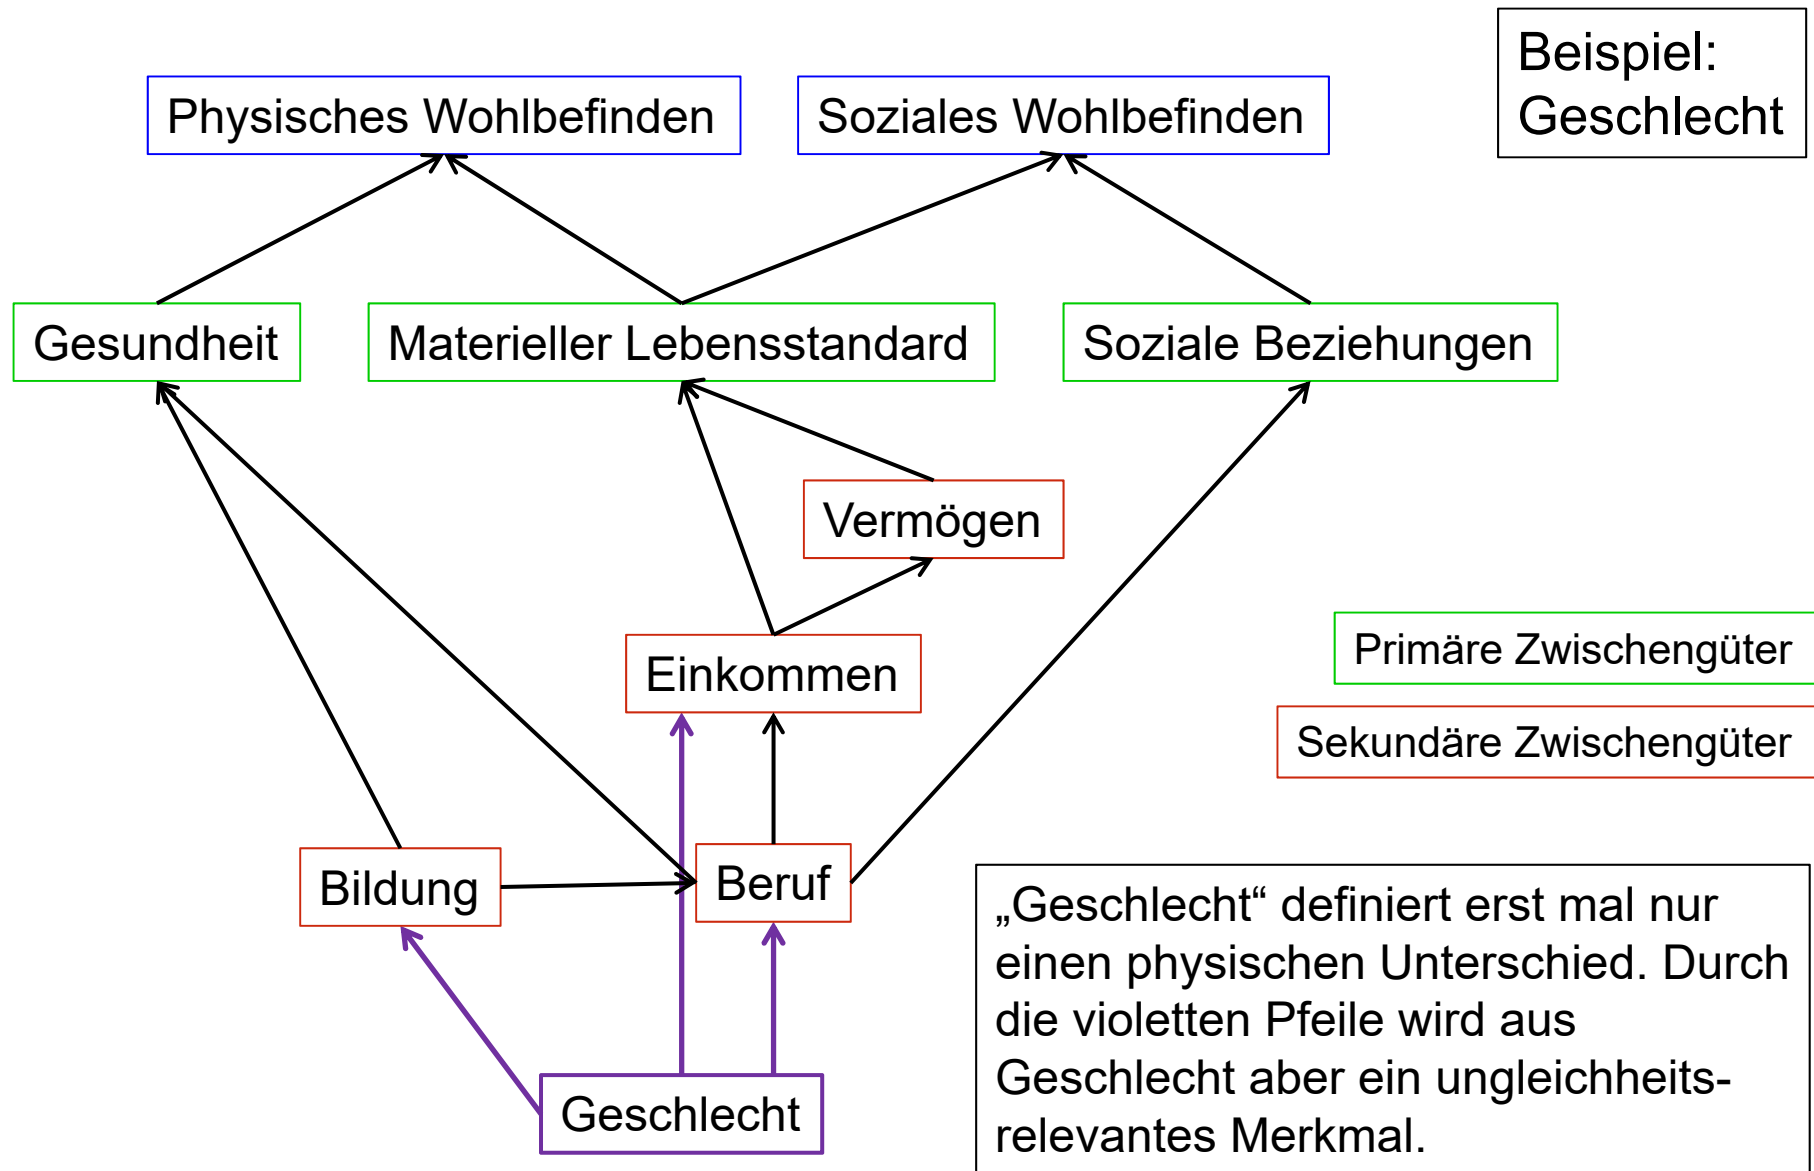 Beispiel:
Geschlecht
Physisches Wohlbefinden
Soziales Wohlbefinden
Gesundheit
Materieller Lebensstandard
Soziale Beziehungen
Vermögen
Einkommen
Primäre Zwischengüter
Sekundäre Zwischengüter
Bildung
Beruf
„Geschlecht“ definiert erst mal nur
einen physischen Unterschied. Durch
die violetten Pfeile wird aus
Geschlecht aber ein ungleichheits-
relevantes Merkmal.
Geschlecht